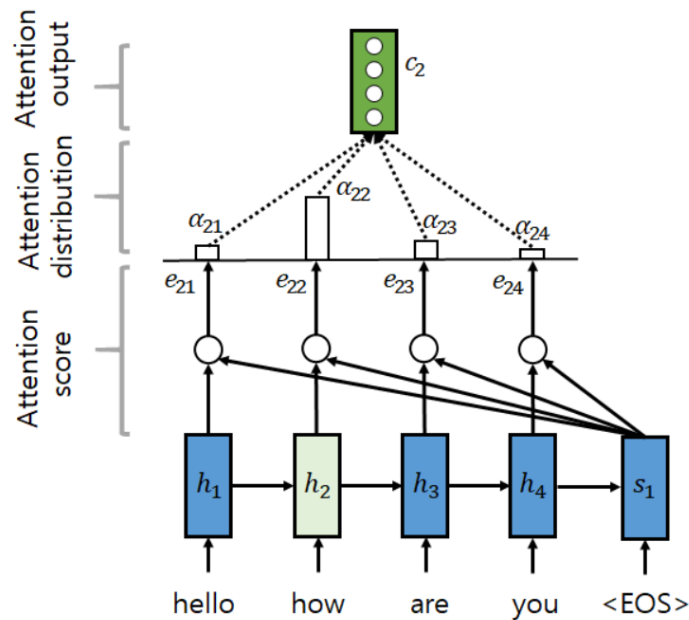 Attention output
c₂
Attention distribution
α₂₁
α₂₂
α₂₃
α₂₄
Attention score
e₂₁
e₂₂
e₂₃
e₂₄
h₁
h₂
h₃
h₄
s₁
hello
how
are
you
<EOS>